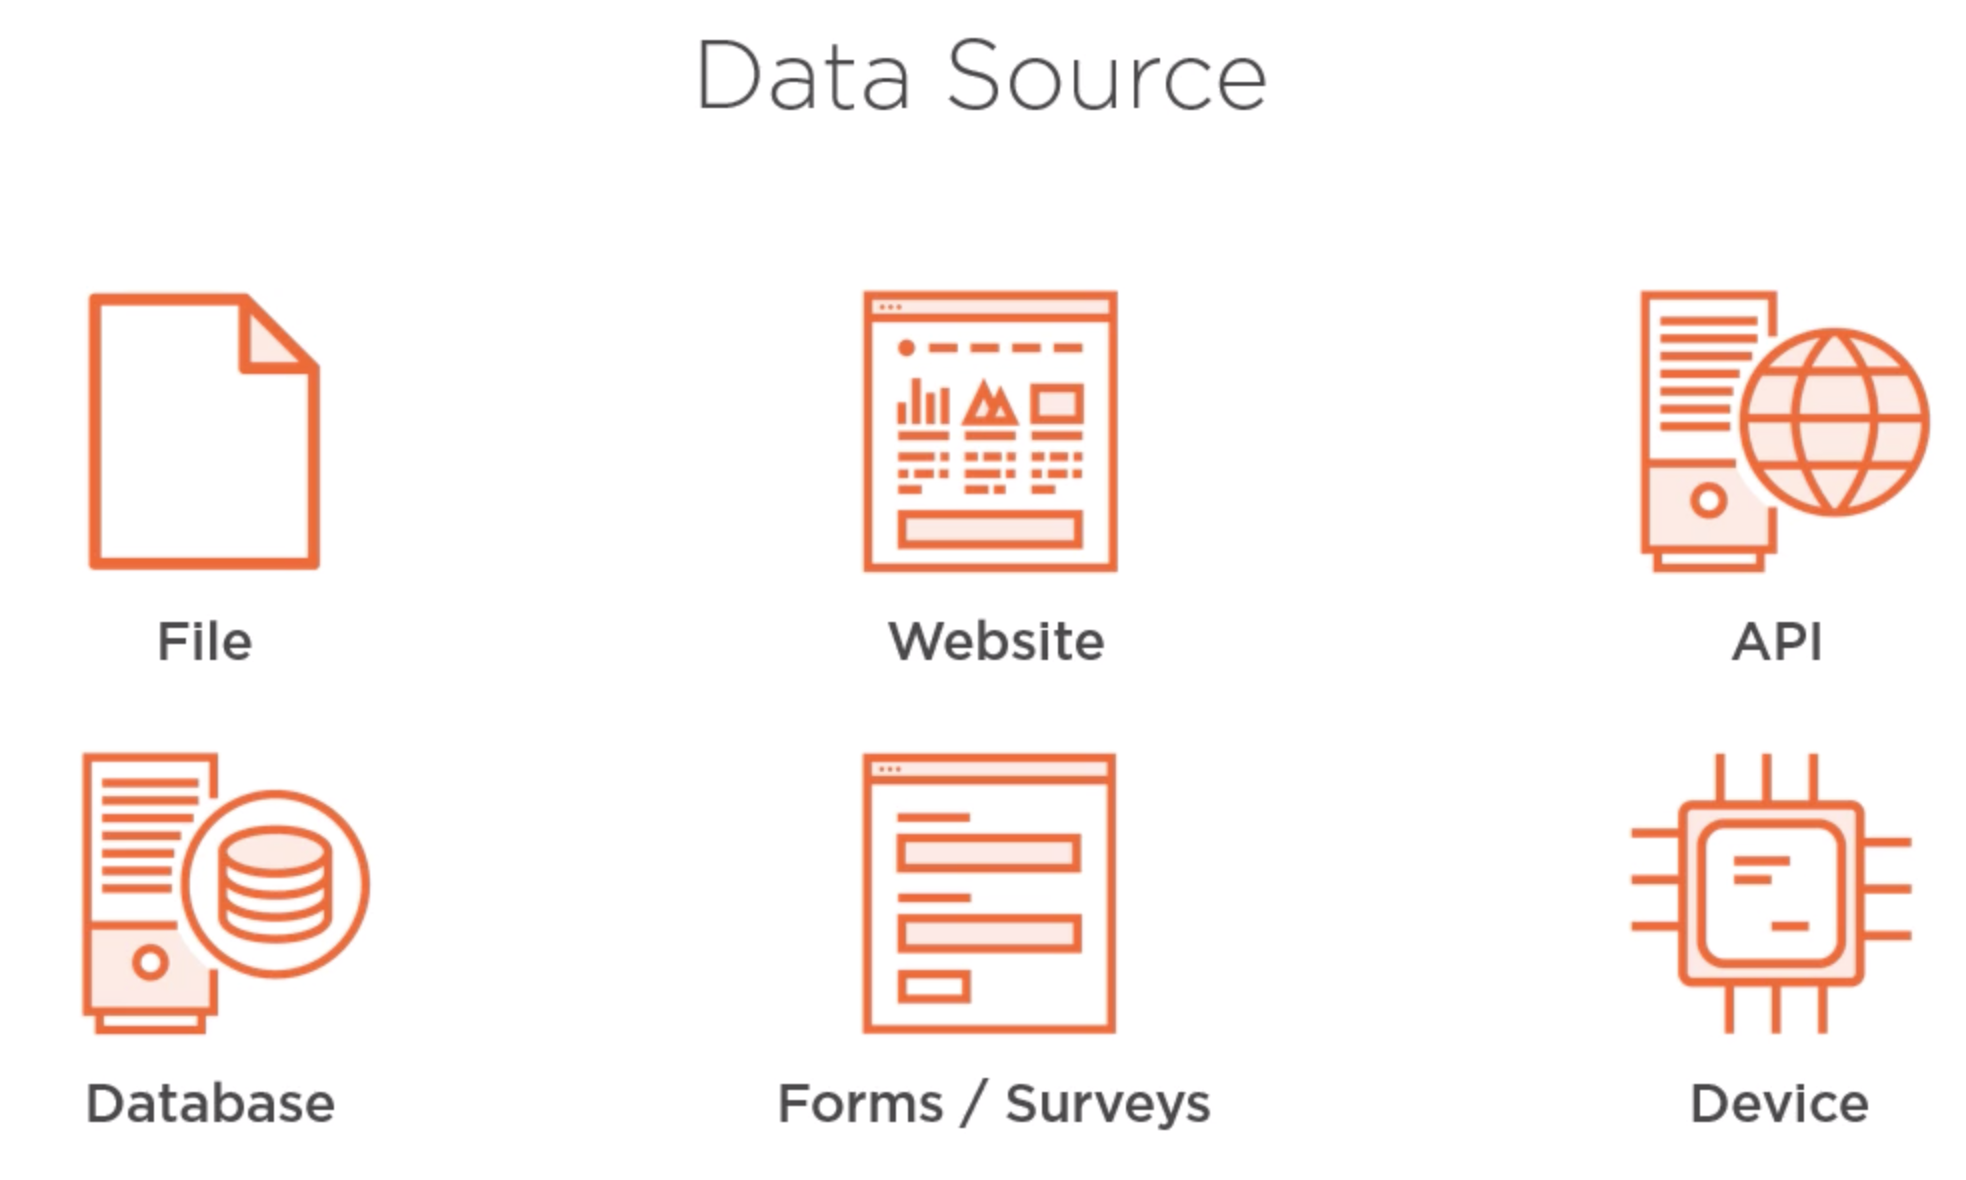 Data Source
File
Website
API
Database
Forms / Surveys
Device